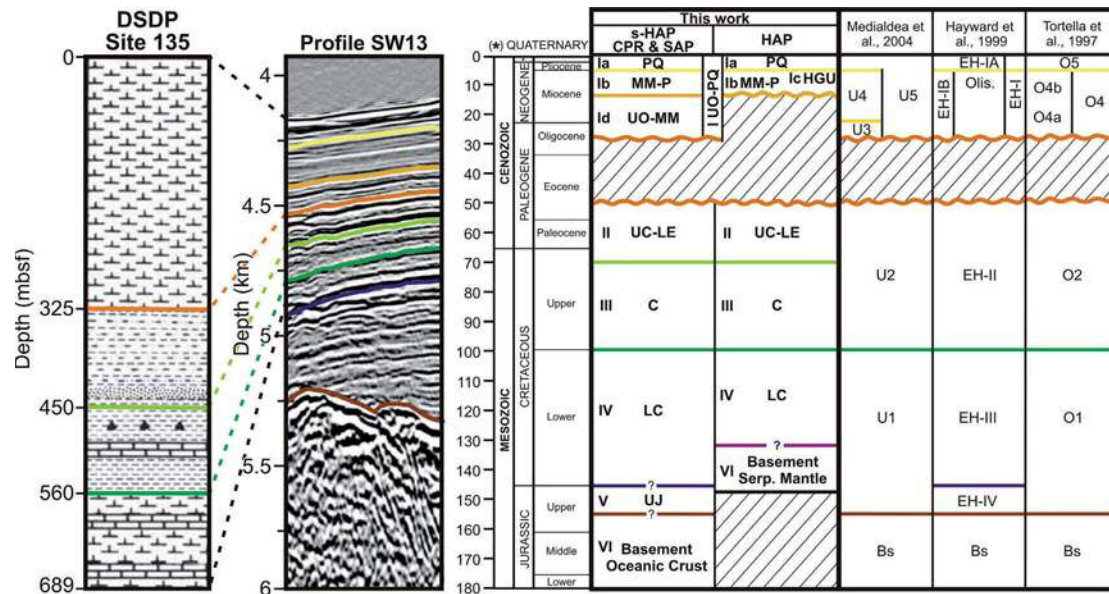 DSDP
Site 135
Depth (mbsf)
0
325
450
560
689
Profile SW13
Depth (km)
4
4.5
5
5.5
6
(★) QUATERNARY
0
10
20
30
40
50
60
70
80
90
100
110
120
130
140
150
160
170
180
CENOZOIC
MESOZOIC
NEOGENE
PALEOGENE
CRETACEOUS
JURASSIC
Pliocene
Miocene
Oligocene
Eocene
Paleocene
Upper
Lower
Upper
Middle
Lower
This work
s-HAP
CPR & SAP
HAP
Ia PQ
Ib MM-P
Id UO-MM
I UO-PQ
II UC-LE
III C
IV LC
?
V UJ
?
VI Basement
Oceanic Crust
Ia PQ
Ib MM-P
Ic HGU
II UC-LE
III C
IV LC
?
VI Basement
Serp. Mantle
Medialdea et
al., 2004
U4
U5
U3
U2
U1
Bs
Hayward et
al., 1999
EH-IA
EH-IB
Olis.
EH-I
EH-II
EH-III
EH-IV
Bs
Tortella et
al., 1997
O5
O4b
O4
O4a
O2
O1
Bs